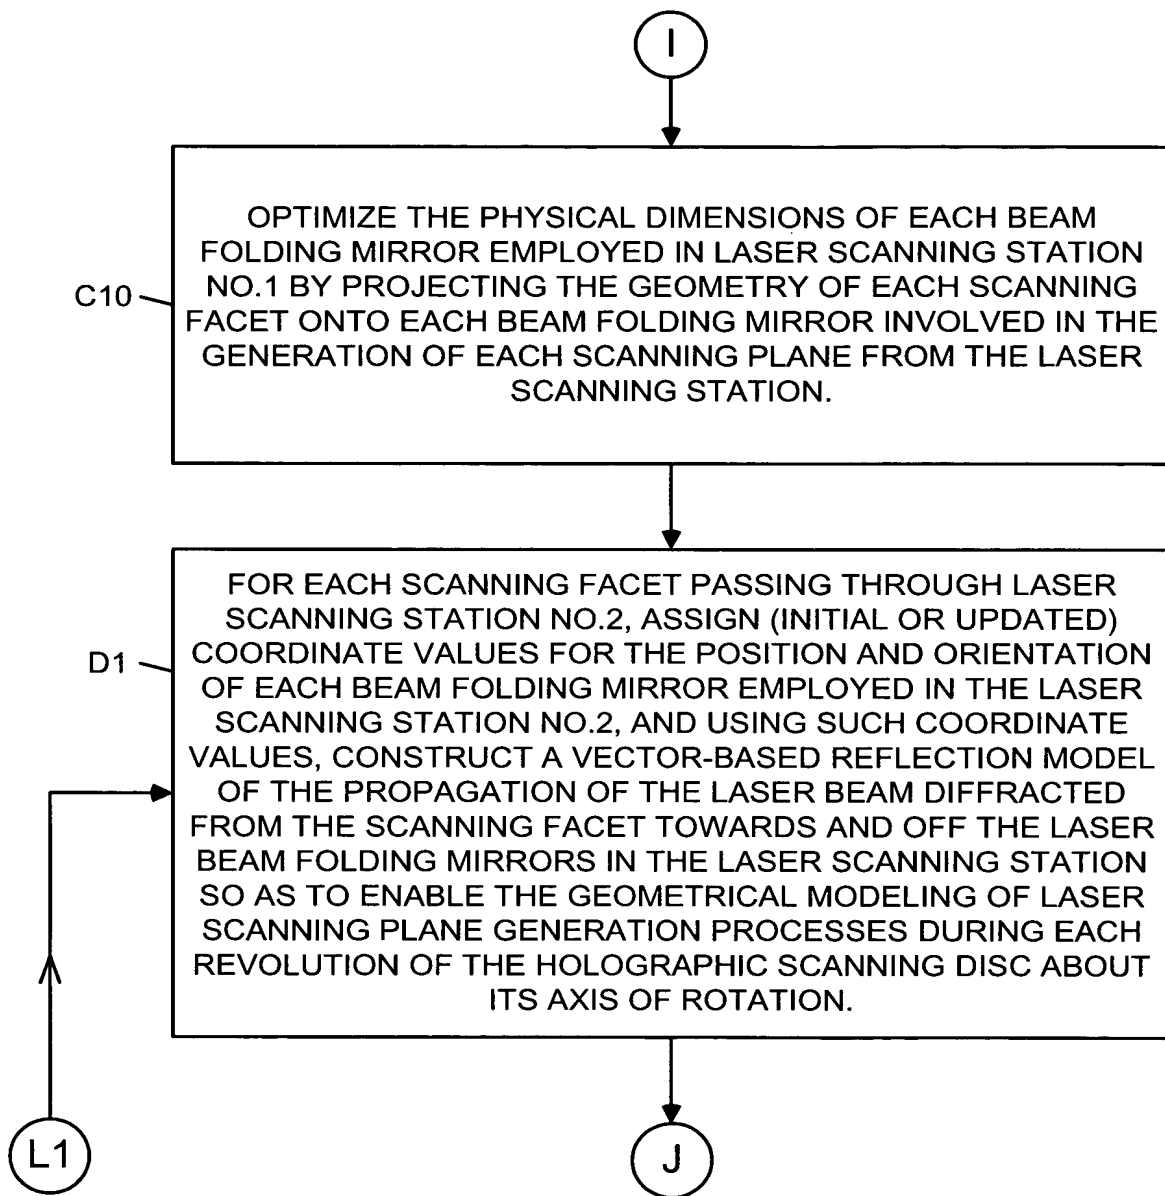 I
OPTIMIZE THE PHYSICAL DIMENSIONS OF EACH BEAM
FOLDING MIRROR EMPLOYED IN LASER SCANNING STATION
NO.1 BY PROJECTING THE GEOMETRY OF EACH SCANNING
FACET ONTO EACH BEAM FOLDING MIRROR INVOLVED IN THE
GENERATION OF EACH SCANNING PLANE FROM THE LASER
SCANNING STATION.
C10
FOR EACH SCANNING FACET PASSING THROUGH LASER
SCANNING STATION NO.2, ASSIGN (INITIAL OR UPDATED)
COORDINATE VALUES FOR THE POSITION AND ORIENTATION
OF EACH BEAM FOLDING MIRROR EMPLOYED IN THE LASER
SCANNING STATION NO.2, AND USING SUCH COORDINATE
VALUES, CONSTRUCT A VECTOR-BASED REFLECTION MODEL
OF THE PROPAGATION OF THE LASER BEAM DIFFRACTED
FROM THE SCANNING FACET TOWARDS AND OFF THE LASER
BEAM FOLDING MIRRORS IN THE LASER SCANNING STATION
SO AS TO ENABLE THE GEOMETRICAL MODELING OF LASER
SCANNING PLANE GENERATION PROCESSES DURING EACH
REVOLUTION OF THE HOLOGRAPHIC SCANNING DISC ABOUT
ITS AXIS OF ROTATION.
D1
L1
J